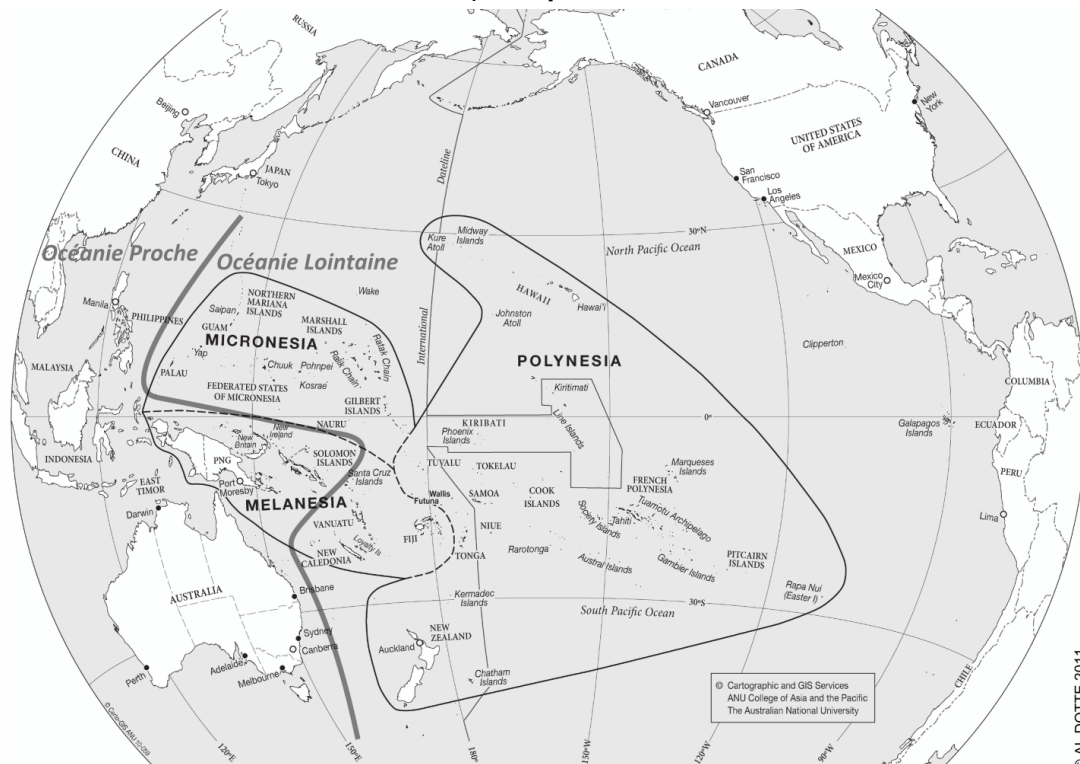 RUSSIA
CANADA
Beijing
Vancouver
New
York
UNITED STATES
OF AMERICA
CHINA
JAPAN
Tokyo
Dateline
San
Francisco
Los
Angeles
Océanie Proche
Océanie Lointaine
Kure
Atoll
Midway
Islands
30°N
North Pacific Ocean
MEXICO
Mexico
City
Manila
PHILIPPINES
Saipan
NORTHERN
MARIANA
ISLANDS
Wake
HAWAII
Hawai'i
Johnston
Atoll
GUAM
MARSHALL
ISLANDS
MICRONESIA
International
Ratak Chain
Ralik Chain
Clipperton
Yap
POLYNESIA
MALAYSIA
PALAU
Chuuk
Pohnpei
Kosrae
FEDERATED STATES
OF MICRONESIA
Kiritimati
COLUMBIA
GILBERT
ISLANDS
0°
Line Islands
Galapagos
Islands
ECUADOR
NAURU
KIRIBATI
Phoenix
Islands
New
Britain
New
Ireland
INDONESIA
PNG
SOLOMON
ISLANDS
Santa Cruz
Islands
TUVALU
TOKELAU
Marqueses
Islands
PERU
EAST
TIMOR
Port
Moresby
MELANESIA
Wallis
Futuna
SAMOA
COOK
ISLANDS
FRENCH
POLYNESIA
Tuamotu Archipelago
Society Islands
Tahiti
Lima
Darwin
VANUATU
Loyalty Is
FIJI
NIUE
TONGA
Rarotonga
NEW
CALEDONIA
Austral Islands
Gambier Islands
PITCAIRN
ISLANDS
Rapa Nui
(Easter I)
AUSTRALIA
Brisbane
Kermadec
Islands
30°S
South Pacific Ocean
Sydney
Canberra
NEW
ZEALAND
Auckland
Adelaide
Melbourne
Perth
Chatham
Islands
CHILE
© Cartographic and GIS Services
ANU College of Asia and the Pacific
The Australian National University
© Carto-GIS ANU 10-059
120°E
150°E
180°
150°W
120°W
90°W
© AL DOTTE 2011